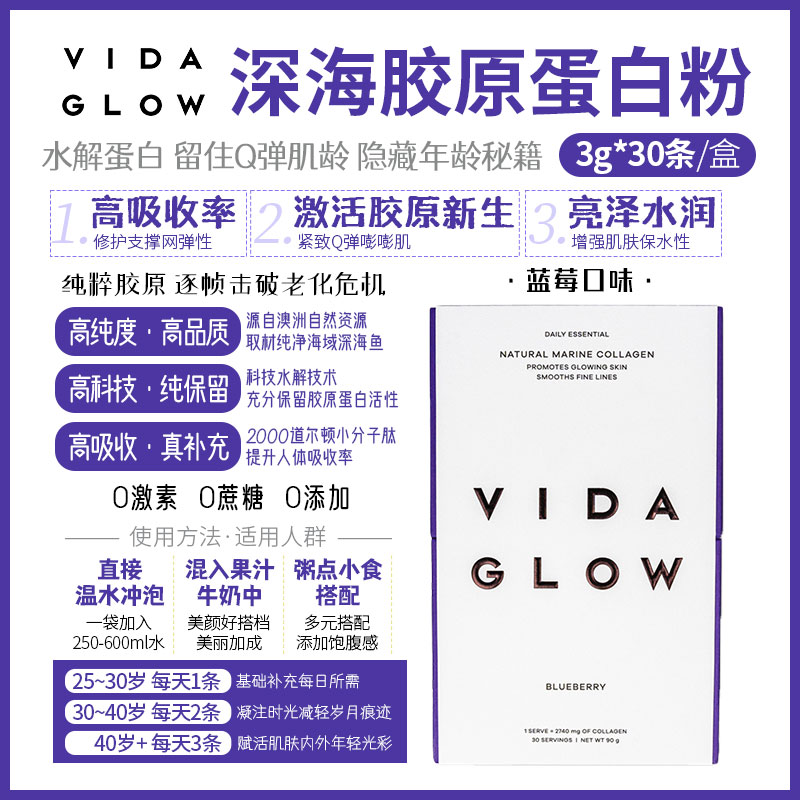 VIDA
GLOW
深海胶原蛋白粉
水解蛋白 留住Q弹肌龄 隐藏年龄秘籍
3g*30条/盒
1.高吸收率
修护支撑网弹性
2.激活胶原新生
紧致Q弹嘭嘭肌
3.亮泽水润
增强肌肤保水性
纯粹胶原 逐帧击破老化危机
高纯度·高品质
源自澳洲自然资源
取材纯净海域深海鱼
高科技·纯保留
科技水解技术
充分保留胶原蛋白活性
高吸收·真补充
2000道尔顿小分子肽
提升人体吸收率
0激素 0蔗糖 0添加
使用方法·适用人群
直接
温水冲泡
一袋加入
250-600ml水
混入果汁
牛奶中
美颜好搭档
美丽加成
粥点小食
搭配
多元搭配
添加饱腹感
25~30岁 每天1条
基础补充每日所需
30~40岁 每天2条
凝注时光减轻岁月痕迹
40岁+ 每天3条
赋活肌肤内外年轻光彩
·蓝莓口味·
DAILY ESSENTIAL
NATURAL MARINE COLLAGEN
PROMOTES GLOWING SKIN
SMOOTHS FINE LINES
VIDA
GLOW
BLUEBERRY
1 SERVE = 2740 mg OF COLLAGEN
30 SERVINGS | NET WT 90 g